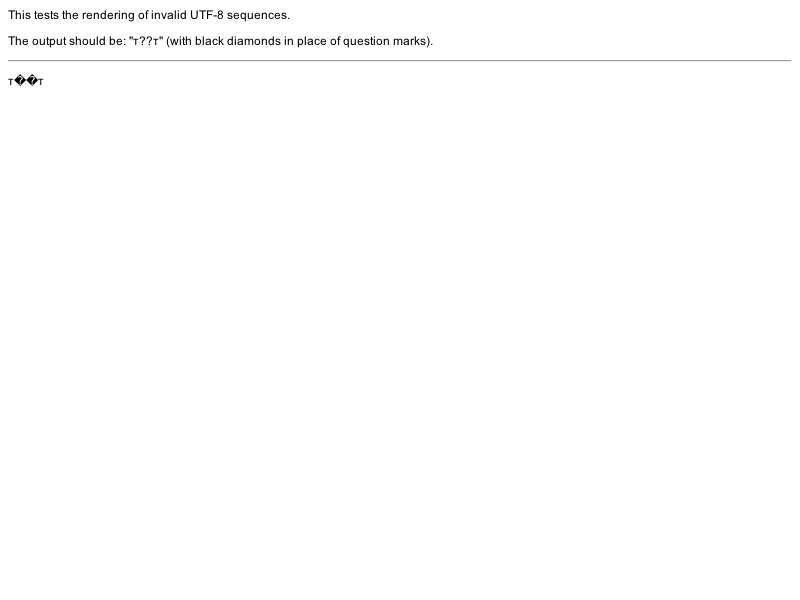 This tests the rendering of invalid UTF-8 sequences.
The output should be: "т??т" (with black diamonds in place of question marks).
т��т